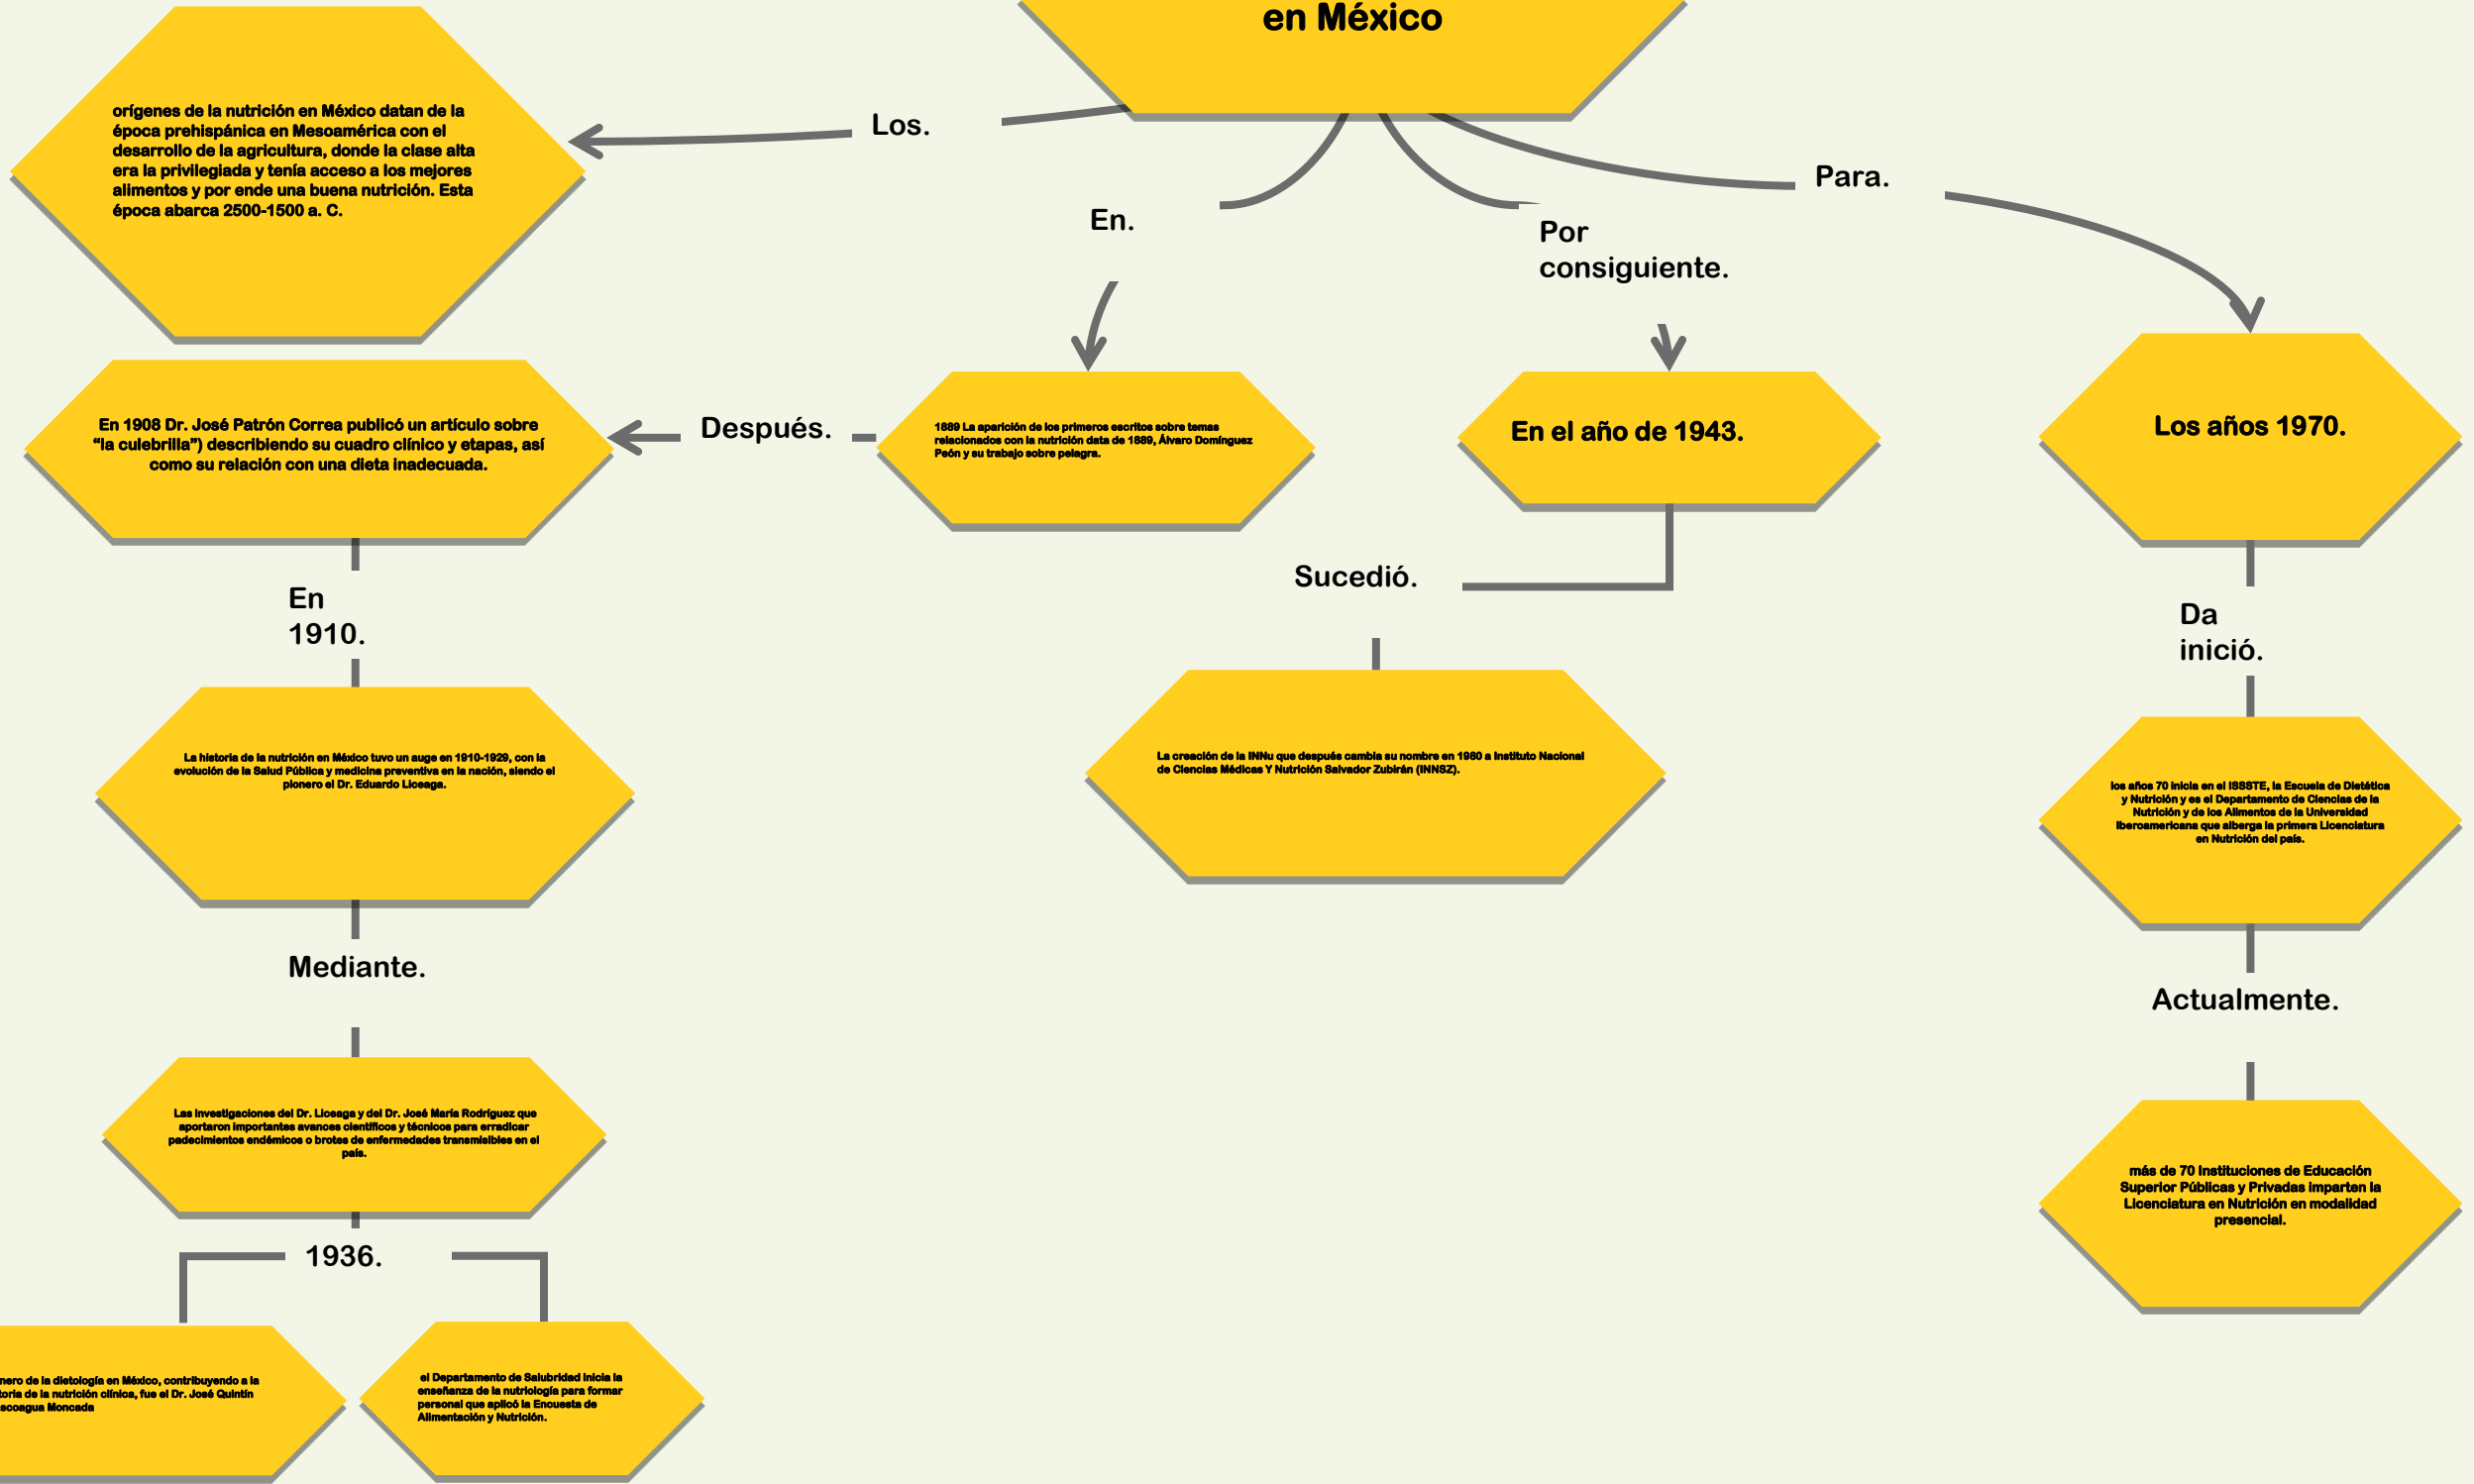 en México
Los.
orígenes de la nutrición en México datan de la
época prehispánica en Mesoamérica con el
desarrollo de la agricultura, donde la clase alta
era la privilegiada y tenía acceso a los mejores
alimentos y por ende una buena nutrición. Esta
época abarca 2500-1500 a. C.
En.
Por
consiguiente.
Para.
En 1908 Dr. José Patrón Correa publicó un artículo sobre
“la culebrilla”) describiendo su cuadro clínico y etapas, así
como su relación con una dieta inadecuada.
Después.
1889 La aparición de los primeros escritos sobre temas
relacionados con la nutrición data de 1889, Álvaro Domínguez
Peón y su trabajo sobre pelagra.
En el año de 1943.
Los años 1970.
En
1910.
Sucedió.
Da
inició.
La historia de la nutrición en México tuvo un auge en 1910-1929, con la
evolución de la Salud Pública y medicina preventiva en la nación, siendo el
pionero el Dr. Eduardo Liceaga.
La creación de la INNu que después cambia su nombre en 1980 a Instituto Nacional
de Ciencias Médicas Y Nutrición Salvador Zubirán (INNSZ).
los años 70 inicia en el ISSSTE, la Escuela de Dietética
y Nutrición y es el Departamento de Ciencias de la
Nutrición y de los Alimentos de la Universidad
Iberoamericana que alberga la primera Licenciatura
en Nutrición del país.
Mediante.
Actualmente.
Las investigaciones del Dr. Liceaga y del Dr. José María Rodríguez que
aportaron importantes avances científicos y técnicos para erradicar
padecimientos endémicos o brotes de enfermedades transmisibles en el
país.
más de 70 Instituciones de Educación
Superior Públicas y Privadas imparten la
Licenciatura en Nutrición en modalidad
presencial.
1936.
nero de la dietología en México, contribuyendo a la
toria de la nutrición clínica, fue el Dr. José Quintín
scoagua Moncada
el Departamento de Salubridad inicia la
enseñanza de la nutriología para formar
personal que aplicó la Encuesta de
Alimentación y Nutrición.